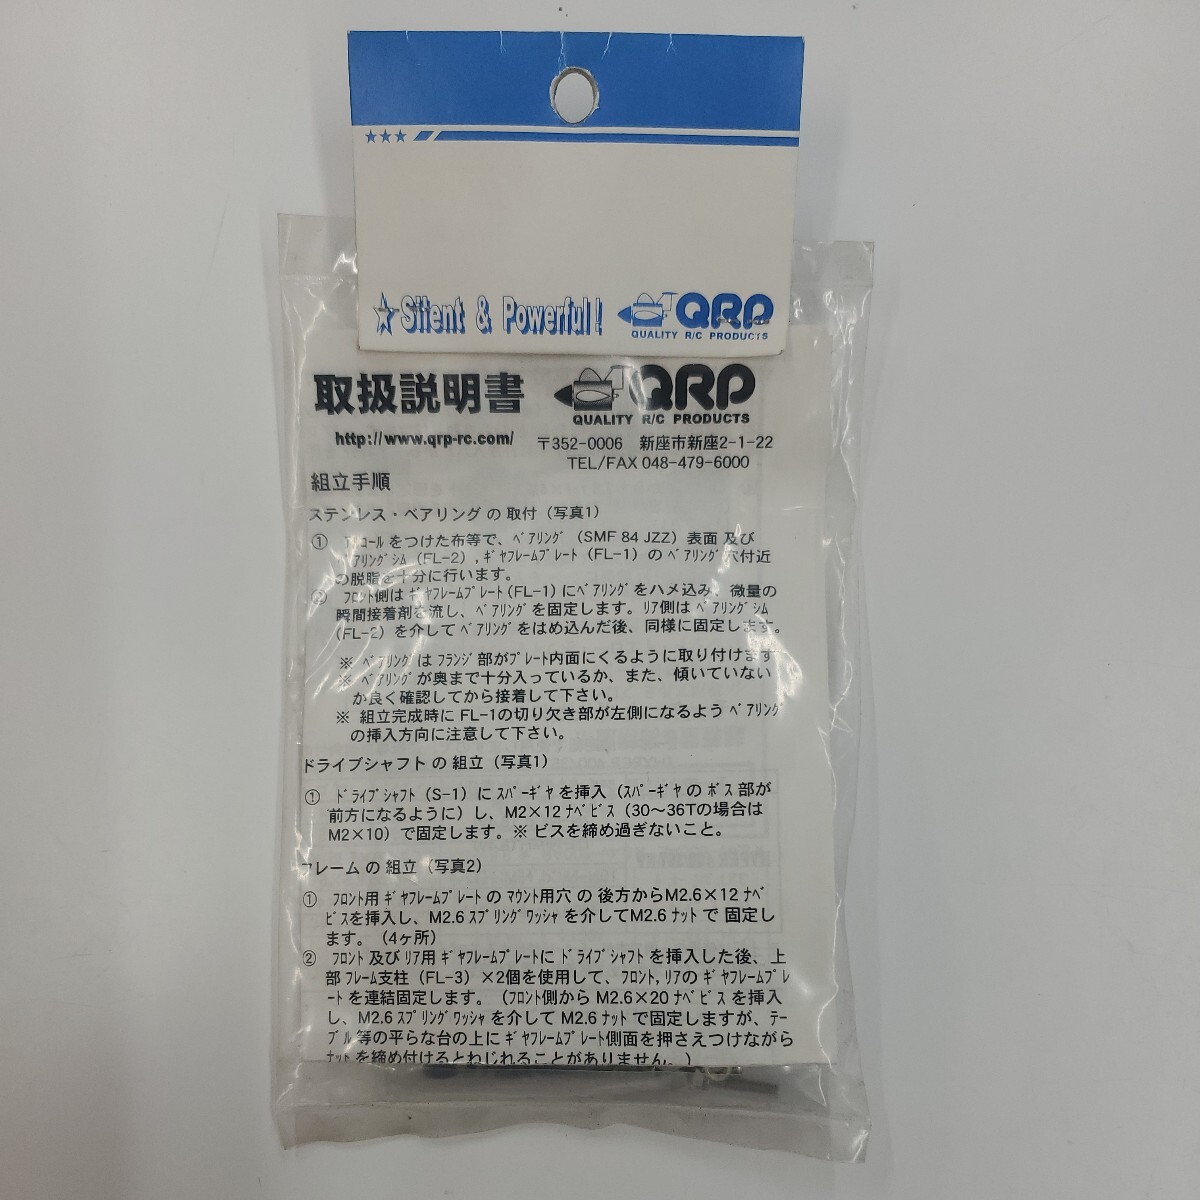 ★Silent & Powerful! QRP
QUALITY R/C PRODUCTS
取扱説明書 QRP
QUALITY R/C PRODUCTS
http://www.qrp-rc.com/ 〒352-0006 新座市新座2-1-22
TEL/FAX 048-479-6000
組立手順
ステンレス・ベアリング の 取付（写真1）
① ｱﾙｺｰﾙ をつけた布等で、ﾍﾞｱﾘﾝｸﾞ（SMF 84 JZZ）表面 及び
ﾍﾞｱﾘﾝｸﾞｼﾑ（FL-2）, ｷﾞﾔﾌﾚｰﾑﾌﾟﾚｰﾄ（FL-1）の ﾍﾞｱﾘﾝｸﾞ穴付近
の脱脂を十分に行います。
② ﾌﾛﾝﾄ側は ｷﾞﾔﾌﾚｰﾑﾌﾟﾚｰﾄ(FL-1)にﾍﾞｱﾘﾝｸﾞをハメ込み、微量の
瞬間接着剤を流し、ﾍﾞｱﾘﾝｸﾞを固定します。ﾘｱ側は ﾍﾞｱﾘﾝｸﾞｼﾑ
(FL-2）を介して ﾍﾞｱﾘﾝｸﾞをはめ込んだ後、同様に固定します。
※ ﾍﾞｱﾘﾝｸﾞは ﾌﾗﾝｼﾞ部がﾌﾟﾚｰﾄ内面にくるように取り付けます
※ ﾍﾞｱﾘﾝｸﾞが奥まで十分入っているか、また、傾いていない
か良く確認してから接着して下さい。
※ 組立完成時に FL-1の切り欠き部が左側になるよう ﾍﾞｱﾘﾝｸﾞ
の挿入方向に注意して下さい。
ドライブシャフト の 組立（写真1）
① ﾄﾞﾗｲﾌﾞｼｬﾌﾄ（S-1）に ｽﾊﾟｰｷﾞﾔを挿入（ｽﾊﾟｰｷﾞﾔ の ﾎﾞｽ 部が
前方になるように）し、M2×12 ﾅﾍﾞﾋﾞｽ（30～36Tの場合は
M2×10）で固定します。※ ビスを締め過ぎないこと。
フレーム の 組立（写真2）
① ﾌﾛﾝﾄ用 ｷﾞﾔﾌﾚｰﾑﾌﾟﾚｰﾄ の ﾏｳﾝﾄ用穴 の 後方からM2.6×12 ﾅﾍﾞ
ﾋﾞｽを挿入し、M2.6 ｽﾌﾟﾘﾝｸﾞﾜｯｼｬ を介してM2.6 ﾅｯﾄ で 固定し
ます。（4ヶ所）
② ﾌﾛﾝﾄ 及び ﾘｱ用 ｷﾞﾔﾌﾚｰﾑﾌﾟﾚｰﾄに ﾄﾞﾗｲﾌﾞｼｬﾌﾄ を挿入した後、上
部 ﾌﾚｰﾑ支柱（FL-3）×2個を使用して、ﾌﾛﾝﾄ,ﾘｱの ｷﾞﾔﾌﾚｰﾑﾌﾟﾚ
ｰﾄ を連結固定します。（ﾌﾛﾝﾄ側から M2.6×20 ﾅﾍﾞﾋﾞｽ を挿入
し、M2.6 ｽﾌﾟﾘﾝｸﾞﾜｯｼｬ を介して M2.6 ﾅｯﾄ で固定しますが、ﾃｰ
ﾌﾞﾙ等の平らな台の上に ｷﾞﾔﾌﾚｰﾑﾌﾟﾚｰﾄ側面を押さえつけながら
ﾅｯﾄ を締め付けるとねじれることがありません。）